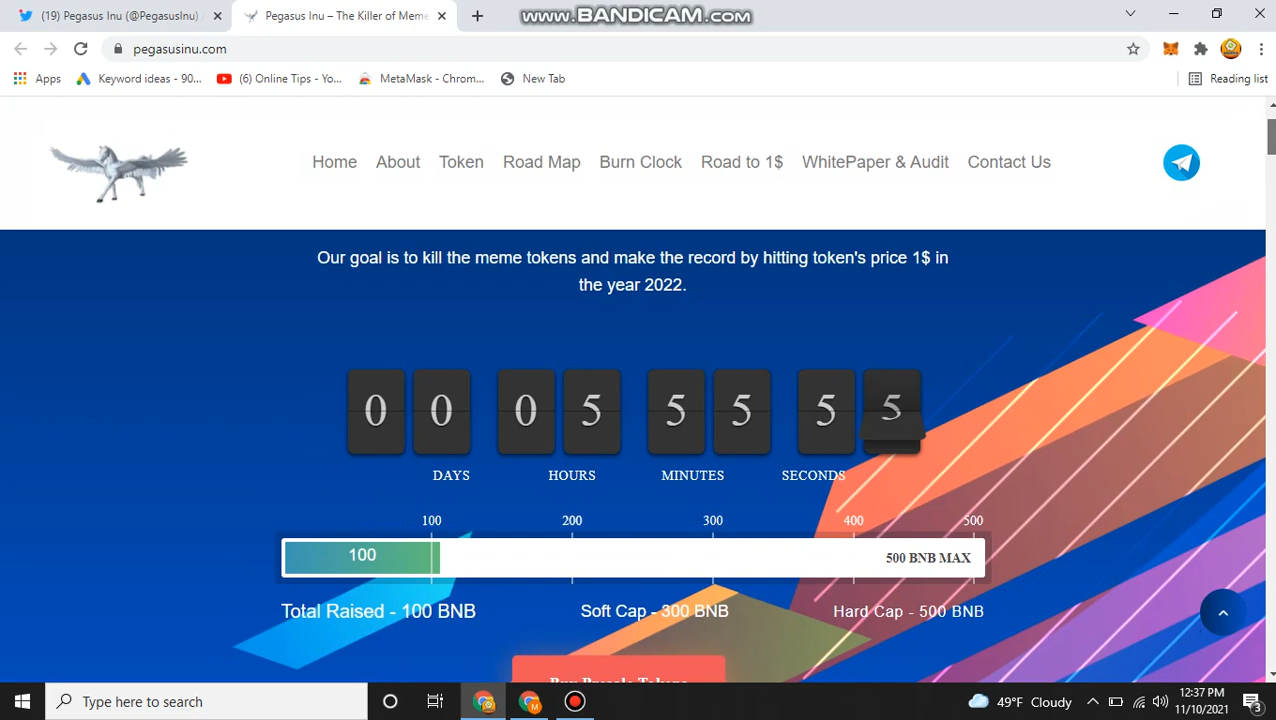 (19) Pegasus Inu (@PegasusInu)
Pegasus Inu – The Killer of Meme
www.BANDICAM.com
pegasusinu.com
Apps
Keyword ideas - 90...
(6) Online Tips - Yo...
MetaMask - Chrom...
New Tab
Reading list
Home
About
Token
Road Map
Burn Clock
Road to 1$
WhitePaper & Audit
Contact Us
Our goal is to kill the meme tokens and make the record by hitting token's price 1$ in
the year 2022.
0 0 0 5 5 5 5 5
DAYS HOURS MINUTES SECONDS
100 200 300 400 500
100
500 BNB MAX
Total Raised - 100 BNB
Soft Cap - 300 BNB
Hard Cap - 500 BNB
Buy Presale Tokens
Type here to search
49°F Cloudy
12:37 PM
11/10/2021
3